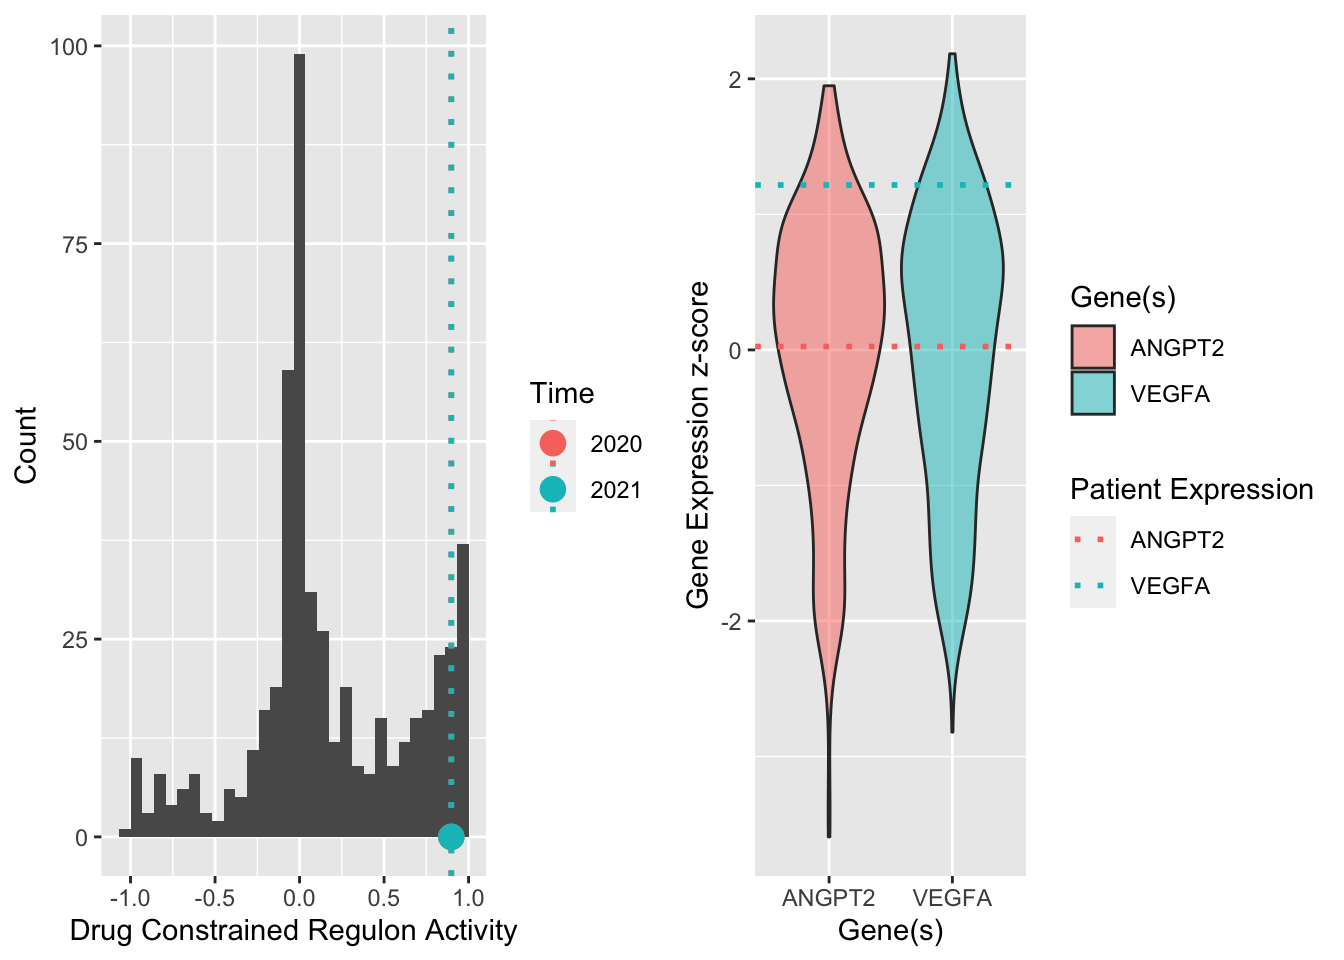 100
75
50
25
0
Count
-1.0
-0.5
0.0
0.5
1.0
Drug Constrained Regulon Activity
Time
2020
2021
2
0
-2
Gene Expression z-score
ANGPT2
VEGFA
Gene(s)
Gene(s)
ANGPT2
VEGFA
Patient Expression
ANGPT2
VEGFA